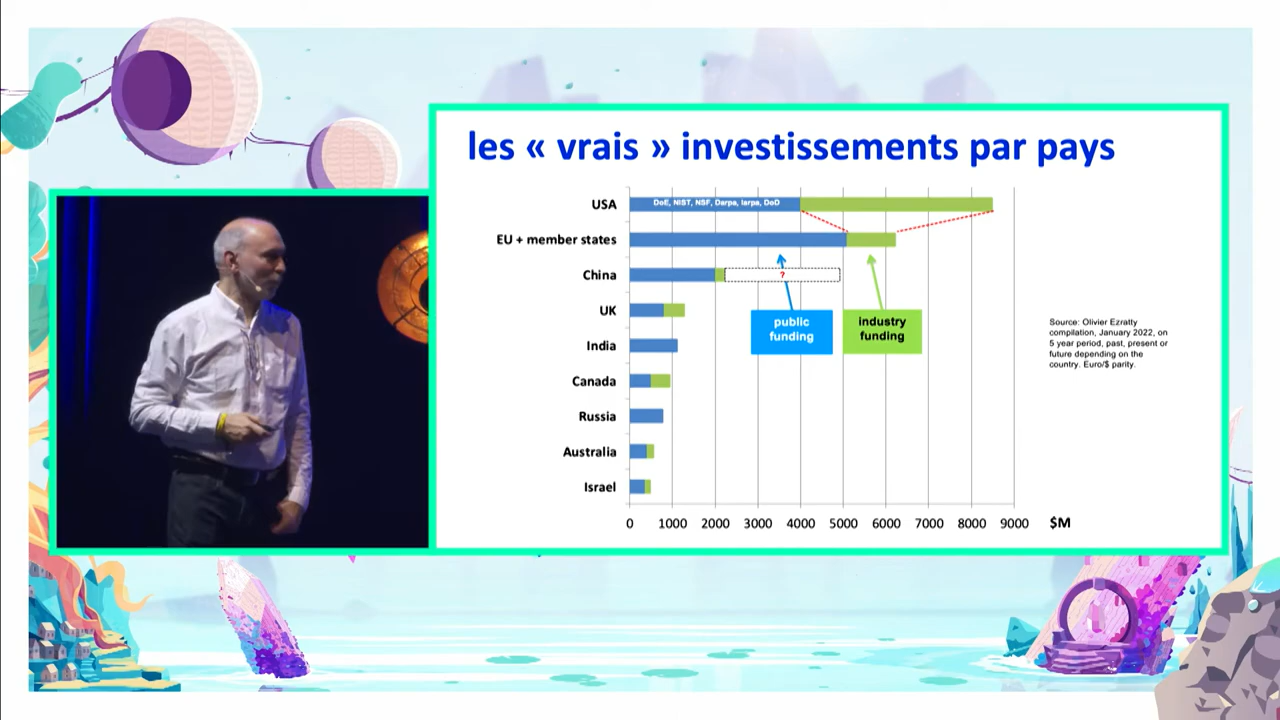 les « vrais » investissements par pays
USA
DoE, NIST, NSF, Darpa, Iarpa, DoD
EU + member states
China
?
UK
India
Canada
Russia
Australia
Israel
public
funding
industry
funding
Source: Olivier Ezratty
compilation, January 2022, on
5 year period, past, present or
future depending on the
country. Euro/$ parity.
0 1000 2000 3000 4000 5000 6000 7000 8000 9000 $M